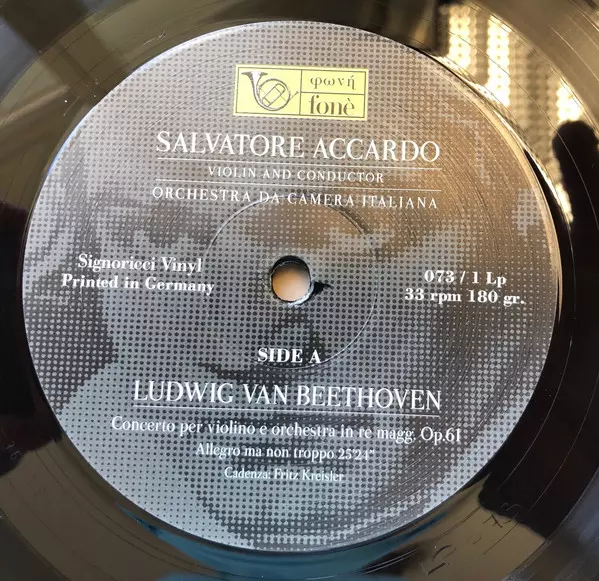 φωνή
fonè
SALVATORE ACCARDO
VIOLIN AND CONDUCTOR
ORCHESTRA DA CAMERA ITALIANA
Signoricci Vinyl
Printed in Germany
073 / 1 Lp
33 rpm 180 gr.
SIDE A
LUDWIG VAN BEETHOVEN
Concerto per violino e orchestra in re magg. Op.61
Allegro ma non troppo 25'24"
Cadenza: Fritz Kreisler